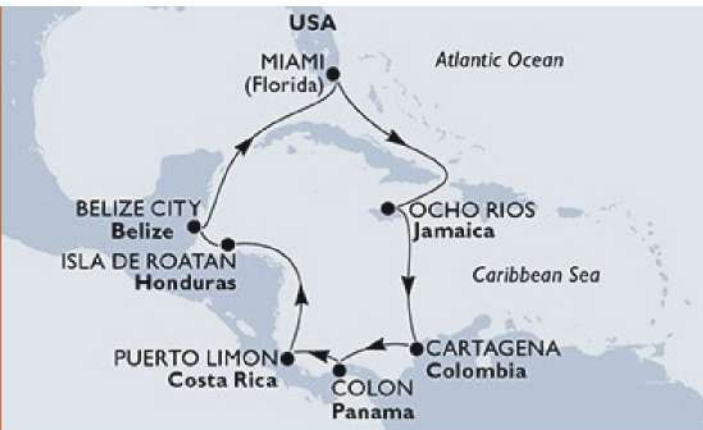 USA
MIAMI
(Florida)
Atlantic Ocean
BELIZE CITY
Belize
OCHO RIOS
Jamaica
ISLA DE ROATAN
Honduras
Caribbean Sea
PUERTO LIMON
Costa Rica
COLON
Panama
CARTAGENA
Colombia